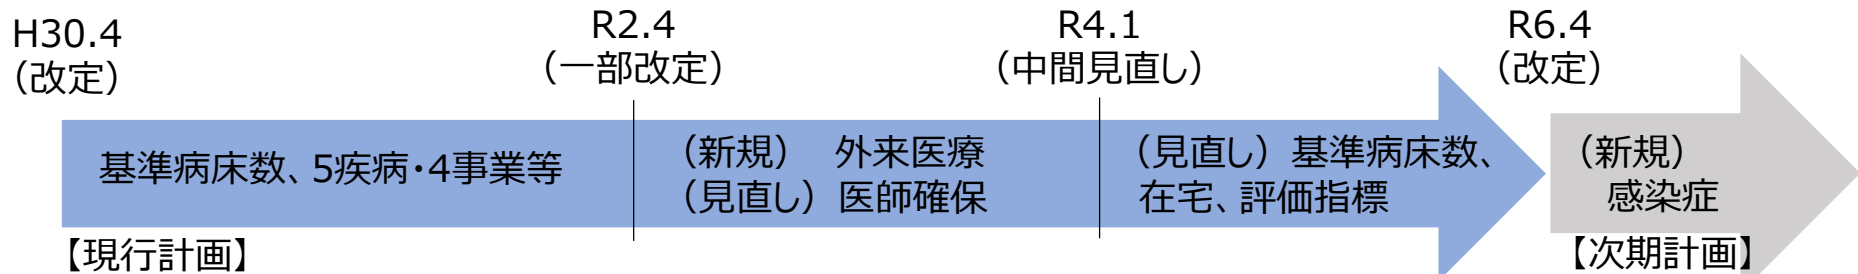 H30.4
（改定）
R2.4
（一部改定）
R4.1
（中間見直し）
R6.4
（改定）
基準病床数、5疾病・4事業等
（新規）　外来医療
（見直し）医師確保
（見直し）基準病床数、
在宅、評価指標
（新規）
感染症
【現行計画】
【次期計画】